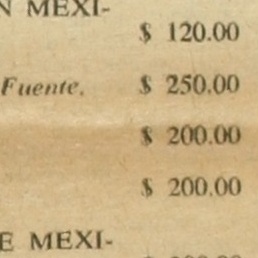 N MEXI-
$ 120.00
Fuente. $ 250.00
$ 200.00
$ 200.00
E MEXI-